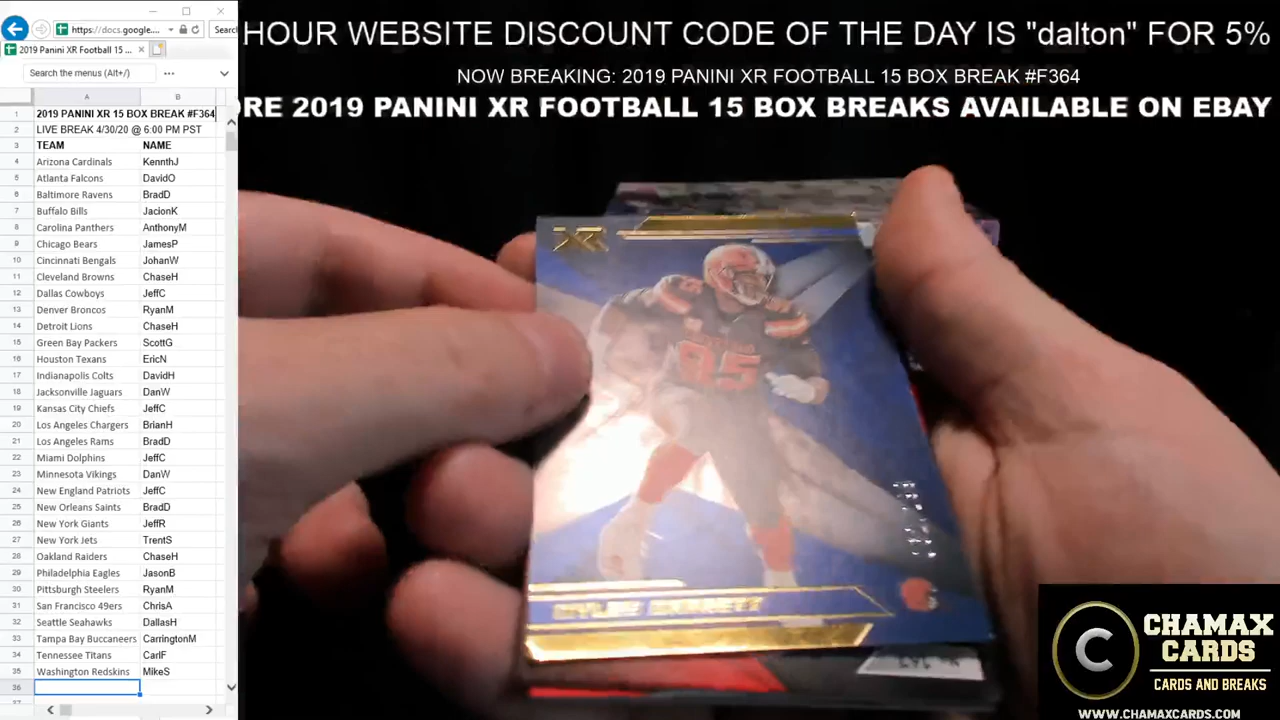 HOUR WEBSITE DISCOUNT CODE OF THE DAY IS "dalton" FOR 5%
NOW BREAKING: 2019 PANINI XR FOOTBALL 15 BOX BREAK #F364
ORE 2019 PANINI XR FOOTBALL 15 BOX BREAKS AVAILABLE ON EBAY
https://docs.google....
Searc
2019 Panini XR Football 15 ...
Search the menus (Alt+/)
A B
1 2019 PANINI XR 15 BOX BREAK #F364
2 LIVE BREAK 4/30/20 @ 6:00 PM PST
3 TEAM NAME
4 Arizona Cardinals KennthJ
5 Atlanta Falcons DavidO
6 Baltimore Ravens BradD
7 Buffalo Bills JacionK
8 Carolina Panthers AnthonyM
9 Chicago Bears JamesP
10 Cincinnati Bengals JohanW
11 Cleveland Browns ChaseH
12 Dallas Cowboys JeffC
13 Denver Broncos RyanM
14 Detroit Lions ChaseH
15 Green Bay Packers ScottG
16 Houston Texans EricN
17 Indianapolis Colts DavidH
18 Jacksonville Jaguars DanW
19 Kansas City Chiefs JeffC
20 Los Angeles Chargers BrianH
21 Los Angeles Rams BradD
22 Miami Dolphins JeffC
23 Minnesota Vikings DanW
24 New England Patriots JeffC
25 New Orleans Saints BradD
26 New York Giants JeffR
27 New York Jets TrentS
28 Oakland Raiders ChaseH
29 Philadelphia Eagles JasonB
30 Pittsburgh Steelers RyanM
31 San Francisco 49ers ChrisA
32 Seattle Seahawks DallasH
33 Tampa Bay Buccaneers CarringtonM
34 Tennessee Titans CarlF
35 Washington Redskins MikeS
36
XR
95
MYLES GARRETT
C
CHAMAX
CARDS
CARDS AND BREAKS
WWW.CHAMAXCARDS.COM